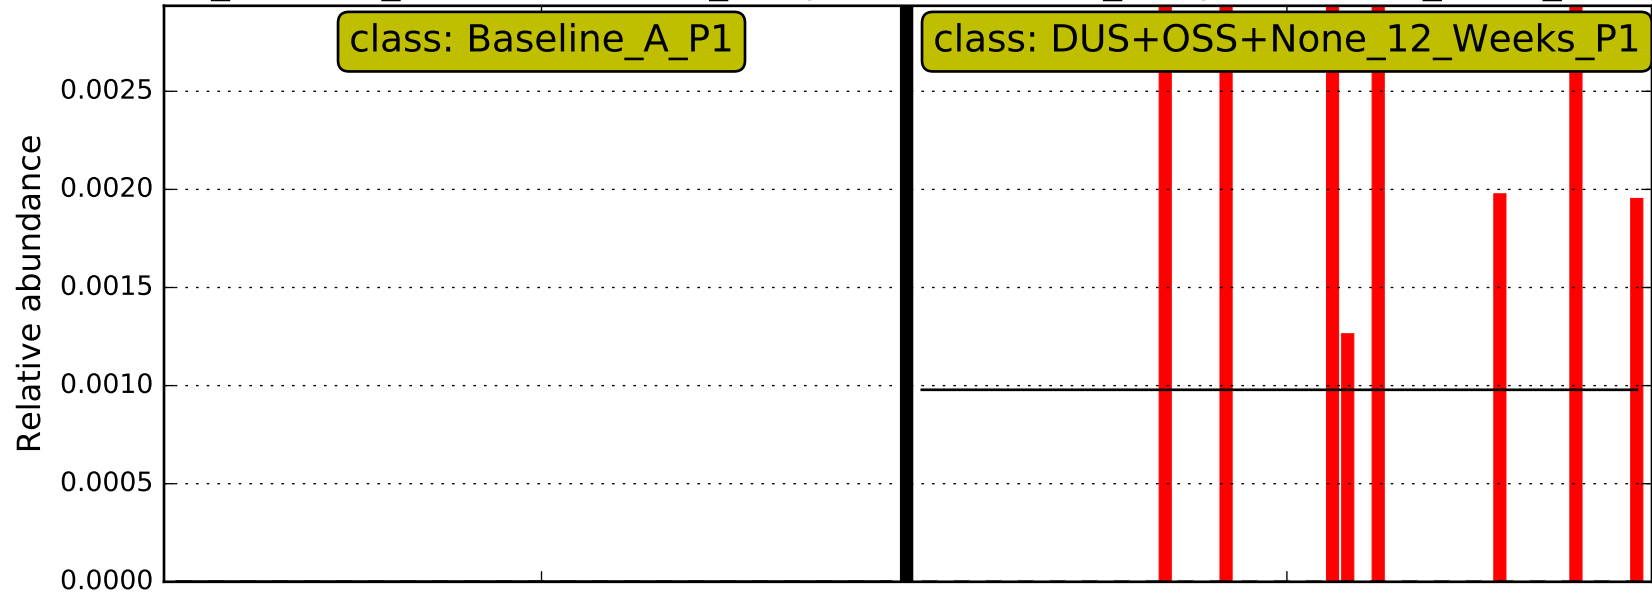 class: Baseline_A_P1
class: DUS+OSS+None_12_Weeks_P1
Relative abundance
0.0025
0.0020
0.0015
0.0010
0.0005
0.0000